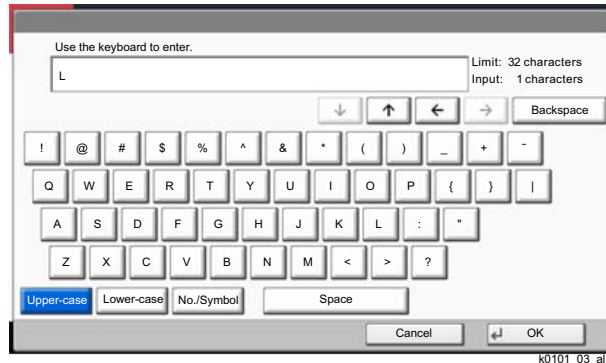 Use the keyboard to enter.
Limit: 32 characters
L
Input: 1 characters
↓ ↑ ← → Backspace
! @ # $ % ^ & * ( ) _ + ~
Q W E R T Y U I O P { } |
A S D F G H J K L : "
Z X C V B N M < > ?
Upper-case Lower-case No./Symbol Space
Cancel OK
k0101_03_al